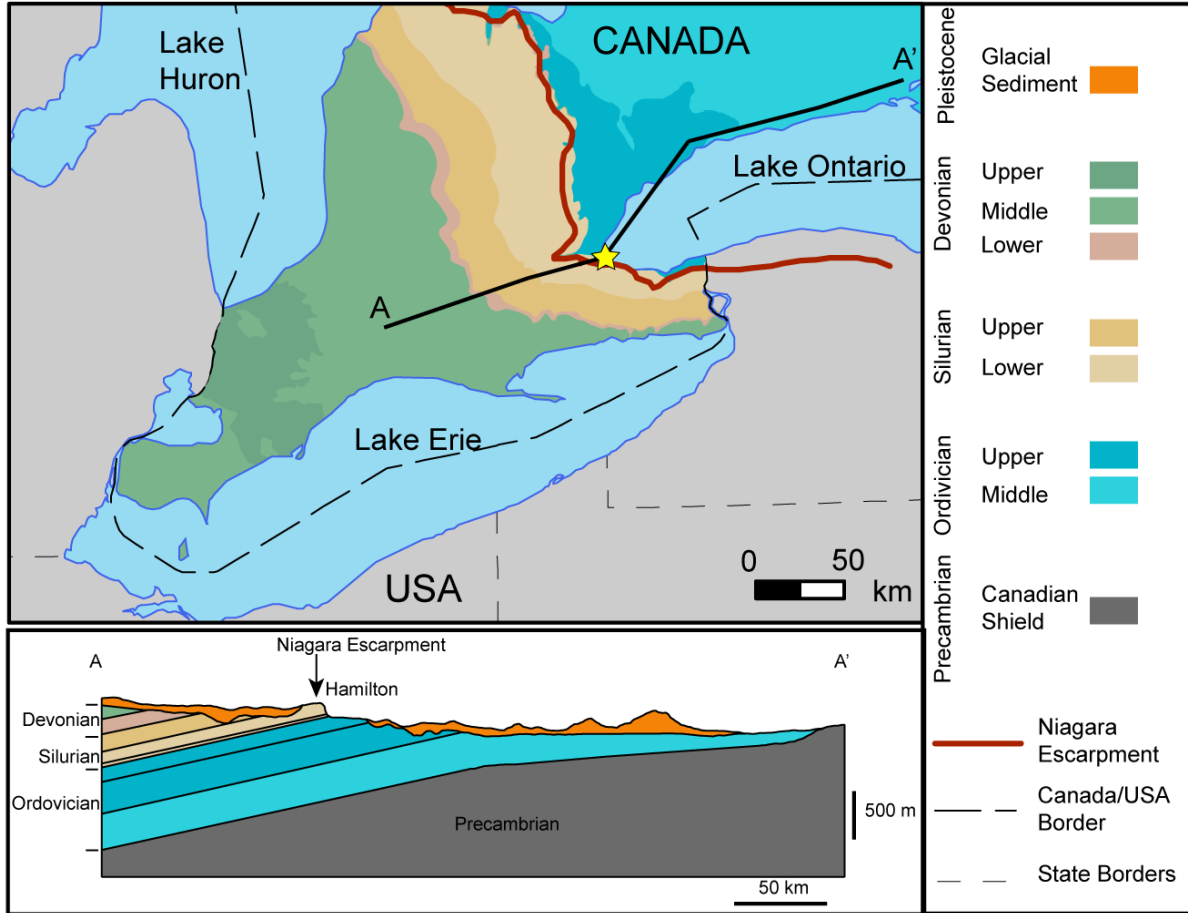 Lake
Huron
CANADA
A'
Lake Ontario
A
Lake Erie
USA
0 50
km
Pleistocene
Glacial
Sediment
Devonian
Upper
Middle
Lower
Silurian
Upper
Lower
Ordivician
Upper
Middle
Precambrian
Canadian
Shield
Niagara
Escarpment
Canada/USA
Border
State Borders
A
Niagara Escarpment
A'
Hamilton
Devonian
Silurian
Ordovician
Precambrian
500 m
50 km